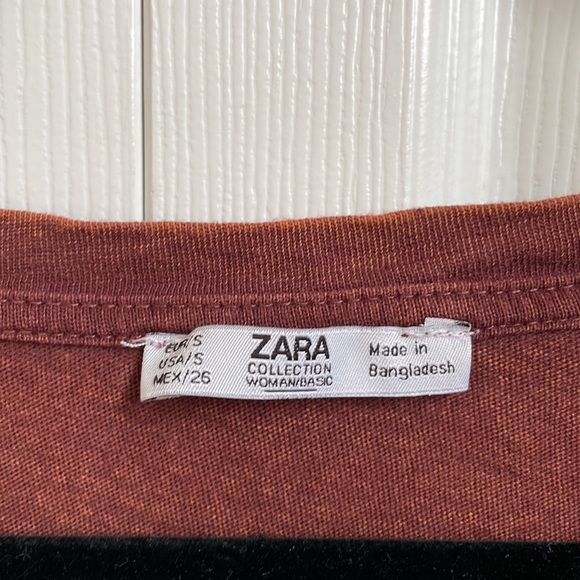 EUR/S
USA/S
MEX/26
ZARA
COLLECTION
WOMAN/BASIC
Made in
Bangladesh